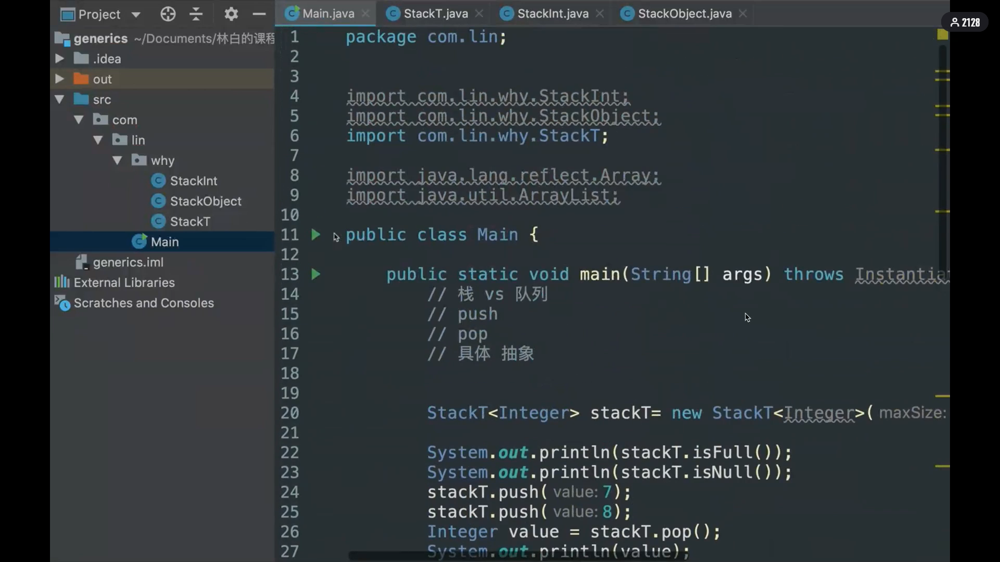 Project
Main.java
StackT.java
StackInt.java
StackObject.java
2128
generics ~/Documents/林白的课程
.idea
out
src
com
lin
why
StackInt
StackObject
StackT
Main
generics.iml
External Libraries
Scratches and Consoles
1 package com.lin;
2
3
4 import com.lin.why.StackInt;
5 import com.lin.why.StackObject;
6 import com.lin.why.StackT;
7
8 import java.lang.reflect.Array;
9 import java.util.ArrayList;
10
11 public class Main {
12
13 public static void main(String[] args) throws Instantia
14 // 栈 vs 队列
15 // push
16 // pop
17 // 具体 抽象
18
19
20 StackT<Integer> stackT= new StackT<Integer>( maxSize:
21
22 System.out.println(stackT.isFull());
23 System.out.println(stackT.isNull());
24 stackT.push( value: 7);
25 stackT.push( value: 8);
26 Integer value = stackT.pop();
27 System.out.println(value);